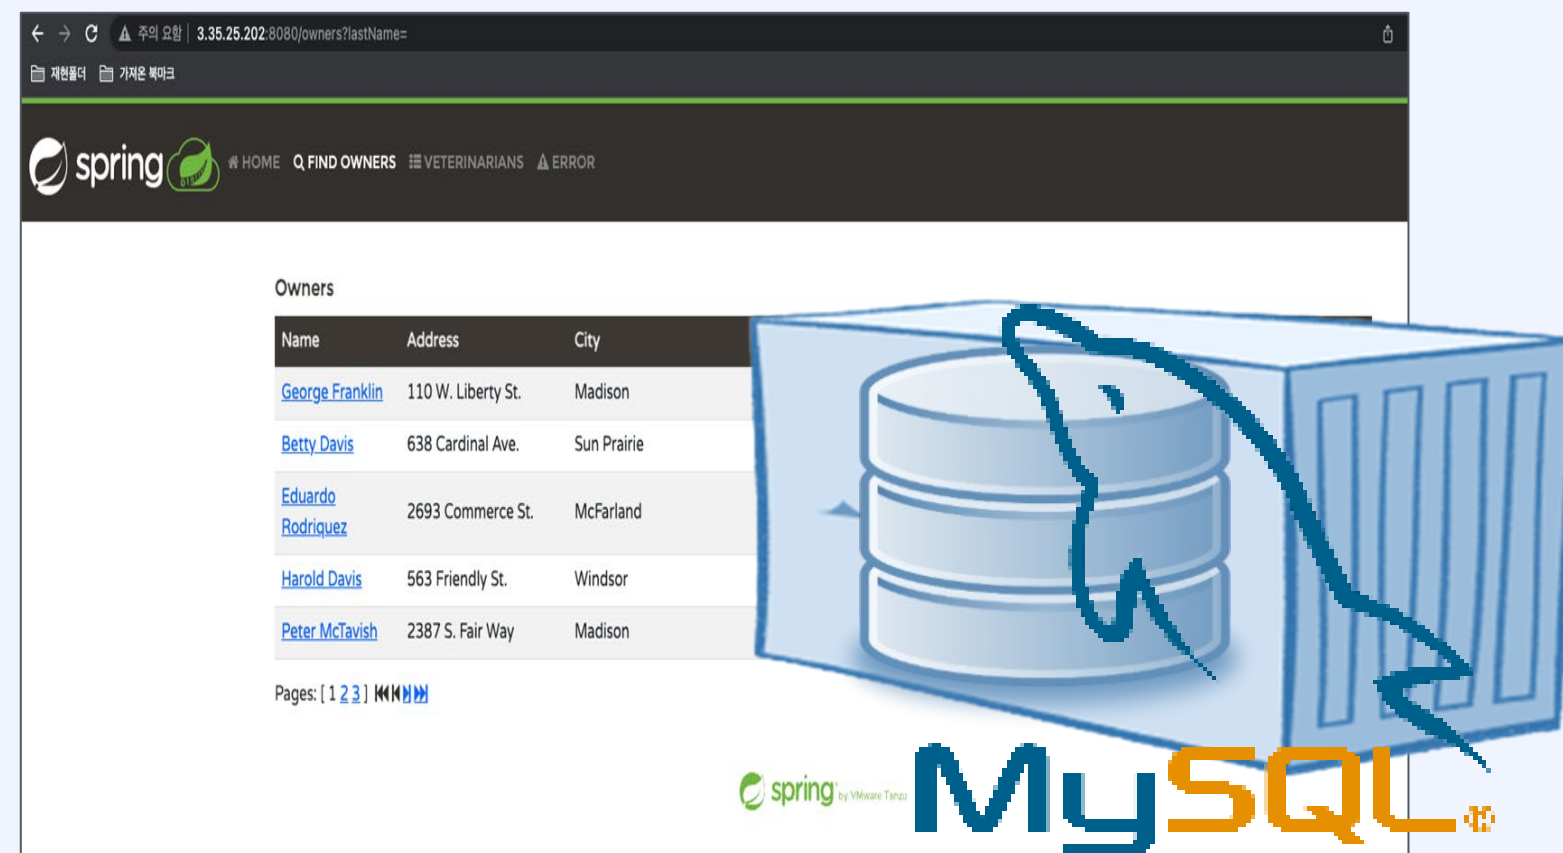 주의 요함 | 3.35.25.202:8080/owners?lastName=
재현폴더 가져온 북마크
spring HOME FIND OWNERS VETERINARIANS ERROR
Owners
Name Address City
George Franklin 110 W. Liberty St. Madison
Betty Davis 638 Cardinal Ave. Sun Prairie
Eduardo
Rodriquez 2693 Commerce St. McFarland
Harold Davis 563 Friendly St. Windsor
Peter McTavish 2387 S. Fair Way Madison
Pages: [ 1 2 3 ]
spring by VMware Tanzu
MySQL